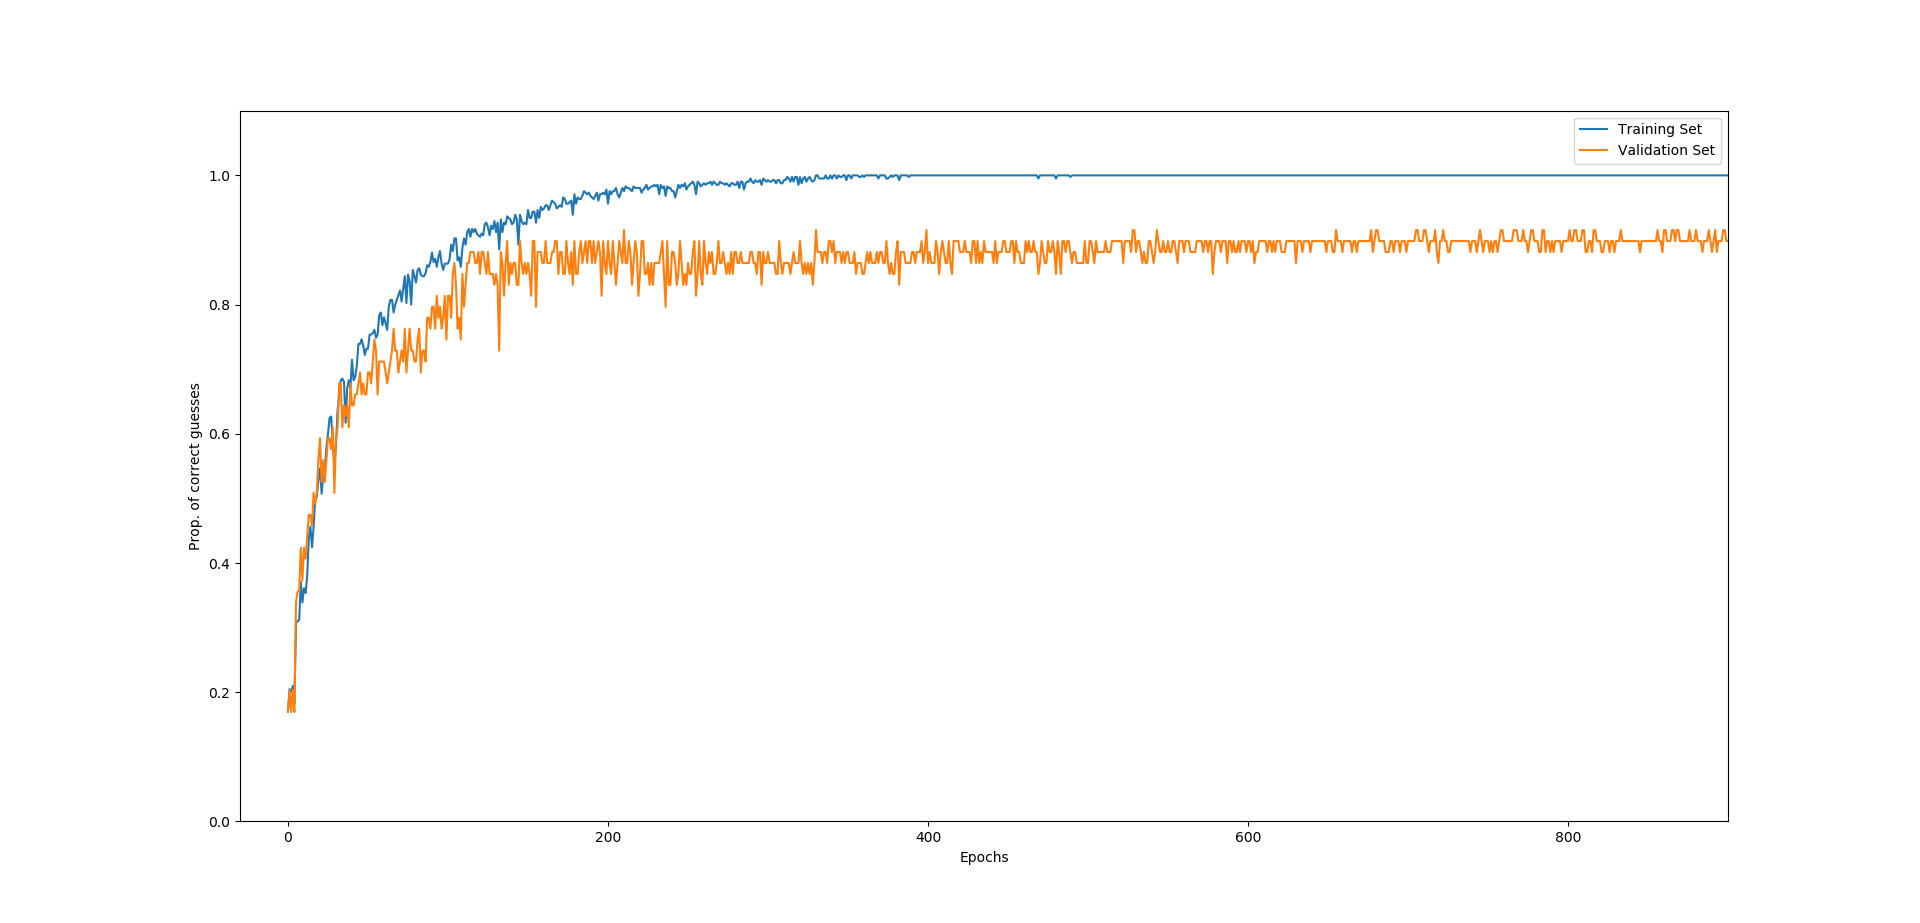 Training Set
Validation Set
1.0
0.8
0.6
0.4
0.2
0.0
Prop. of correct guesses
0 200 400 600 800
Epochs